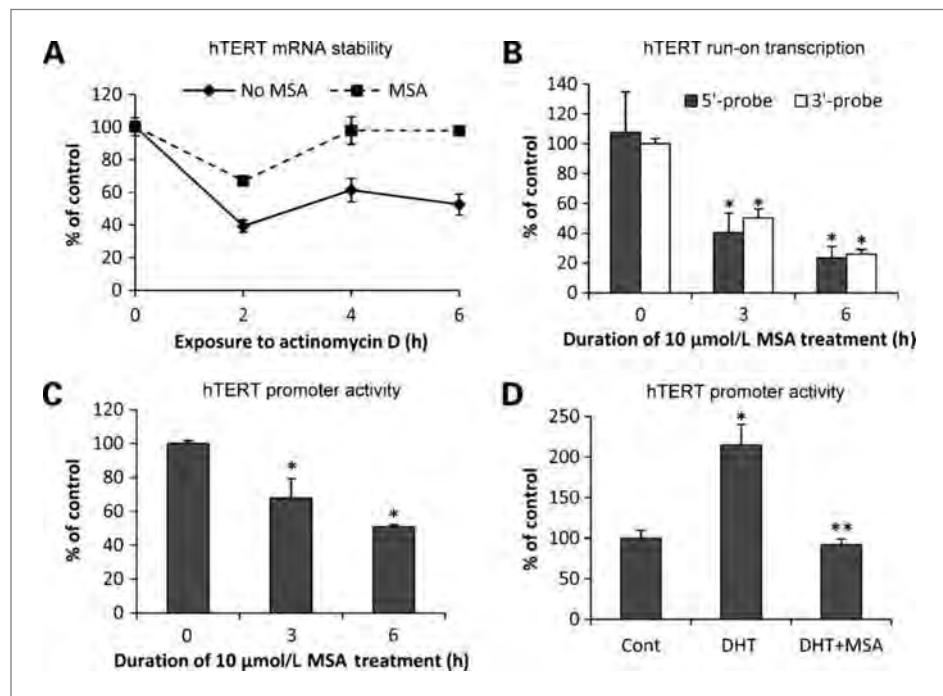 A
hTERT mRNA stability
No MSA
MSA
120
100
80
60
40
20
0
% of control
0 2 4 6
Exposure to actinomycin D (h)
B
hTERT run-on transcription
5'-probe
3'-probe
140
120
100
80
60
40
20
0
% of control
* *
* *
0 3 6
Duration of 10 μmol/L MSA treatment (h)
C
hTERT promoter activity
120
100
80
60
40
20
0
% of control
*
*
0 3 6
Duration of 10 μmol/L MSA treatment (h)
D
hTERT promoter activity
250
200
150
100
50
0
% of control
*
**
Cont DHT DHT+MSA